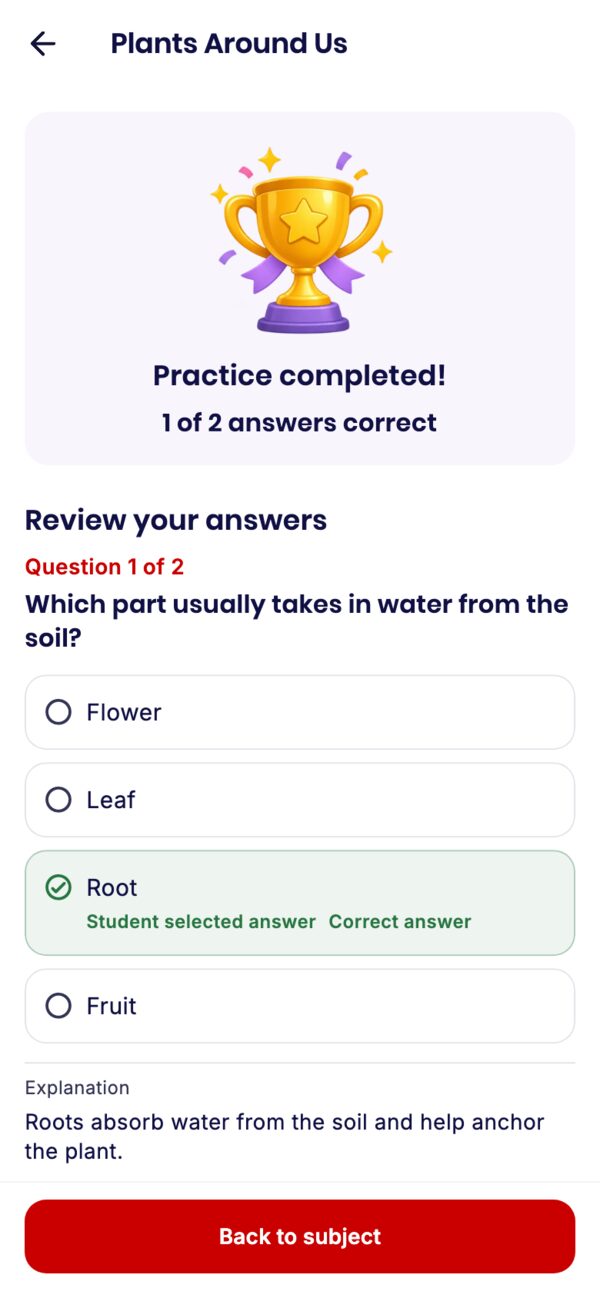 Plants Around Us
Practice completed!
1 of 2 answers correct
Review your answers
Question 1 of 2
Which part usually takes in water from the
soil?
Flower
Leaf
Root
Student selected answer Correct answer
Fruit
Explanation
Roots absorb water from the soil and help anchor
the plant.
Back to subject